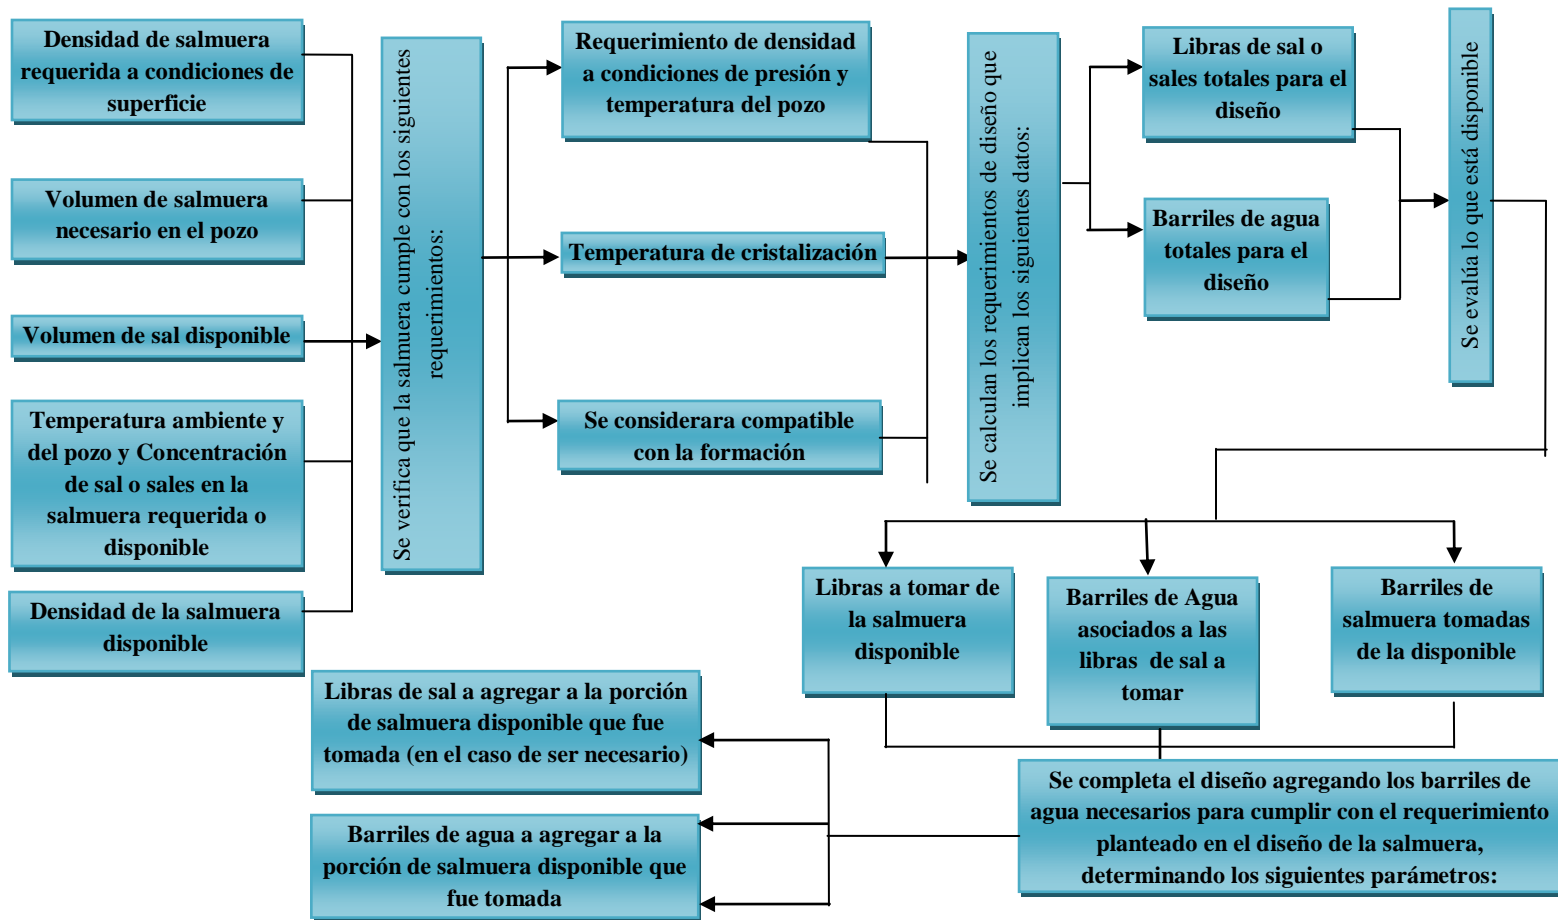 Densidad de salmuera
requerida a condiciones de
superficie
Volumen de salmuera
necesario en el pozo
Volumen de sal disponible
Temperatura ambiente y
del pozo y Concentración
de sal o sales en la
salmuera requerida o
disponible
Densidad de la salmuera
disponible
Se verifica que la salmuera cumple con los siguientes
requerimientos:
Requerimiento de densidad
a condiciones de presión y
temperatura del pozo
Temperatura de cristalización
Se considerara compatible
con la formación
Se calculan los requerimientos de diseño que
implican los siguientes datos:
Libras de sal o
sales totales para el
diseño
Barriles de agua
totales para el
diseño
Se evalúa lo que está disponible
Libras a tomar de
la salmuera
disponible
Barriles de Agua
asociados a las
libras de sal a
tomar
Barriles de
salmuera tomadas
de la disponible
Se completa el diseño agregando los barriles de
agua necesarios para cumplir con el requerimiento
planteado en el diseño de la salmuera,
determinando los siguientes parámetros:
Libras de sal a agregar a la porción
de salmuera disponible que fue
tomada (en el caso de ser necesario)
Barriles de agua a agregar a la
porción de salmuera disponible que
fue tomada